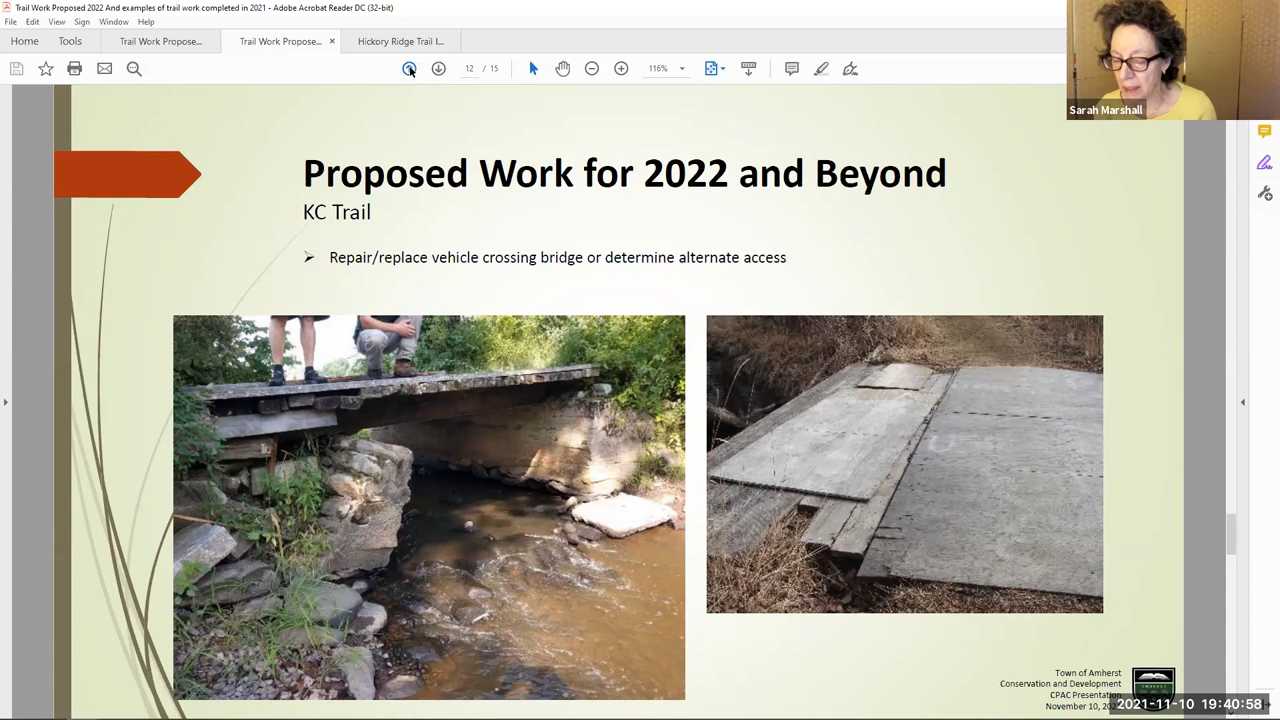 Trail Work Proposed 2022 And examples of trail work completed in 2021 - Adobe Acrobat Reader DC (32-bit)
File Edit View Sign Window Help
Home Tools Trail Work Propose... Trail Work Propose... × Hickory Ridge Trail I...
12 / 15 116%
Sarah Marshall
Proposed Work for 2022 and Beyond
KC Trail
Repair/replace vehicle crossing bridge or determine alternate access
Town of Amherst
Conservation and Development
CPAC Presentation
November 10,
2021-11-10 19:40:58